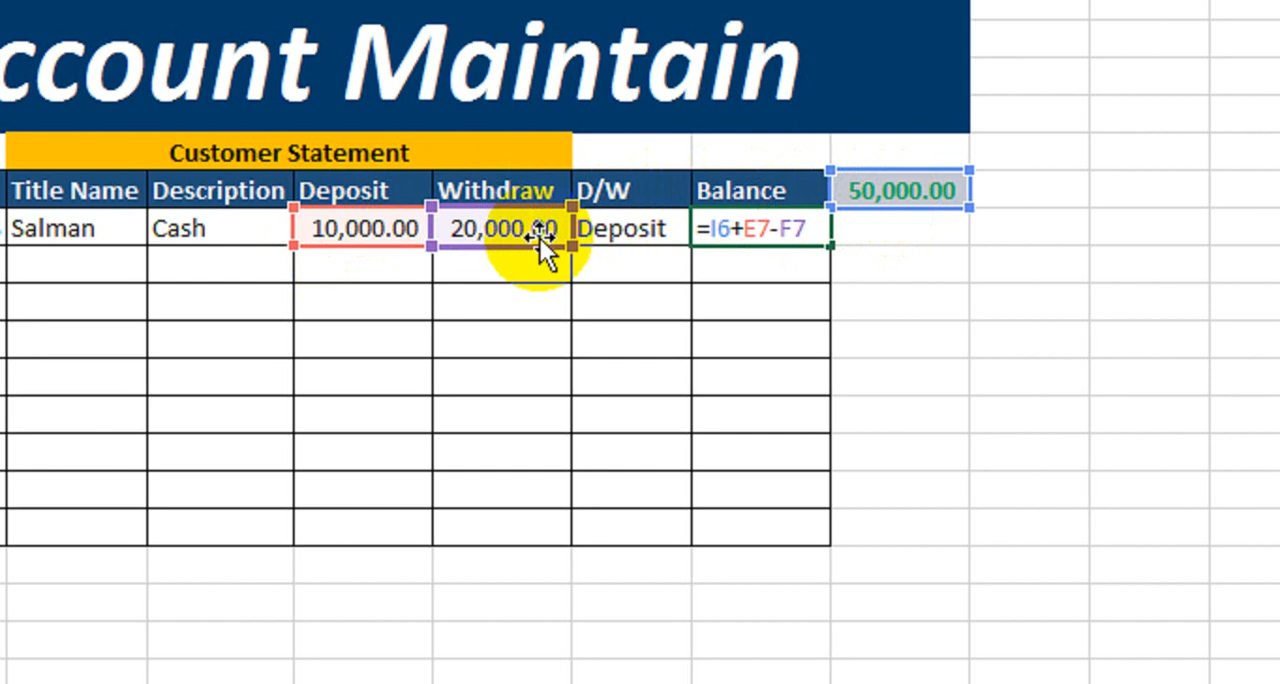 ccount Maintain
Customer Statement
Title Name Description Deposit Withdraw D/W Balance 50,000.00
Salman Cash 10,000.00 20,000.00 Deposit =I6+E7-F7